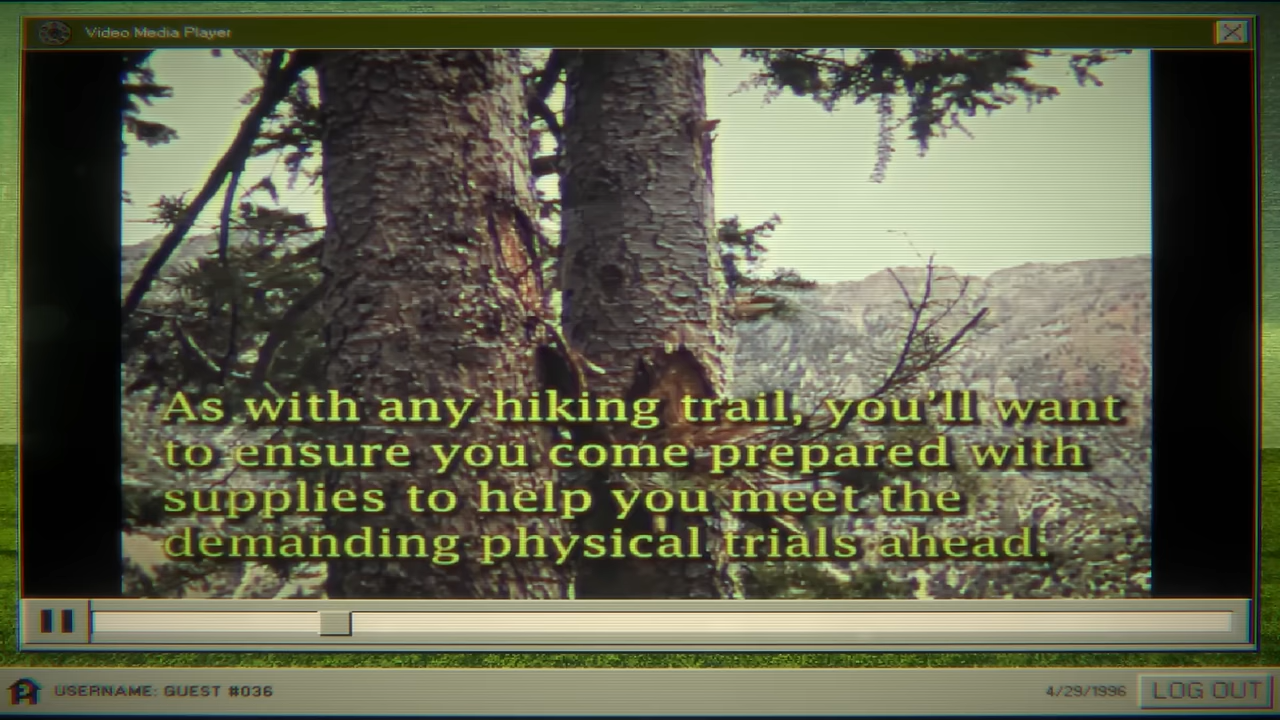 Video Media Player
As with any hiking trail, you'll want
to ensure you come prepared with
supplies to help you meet the
demanding physical trials ahead.
USERNAME: GUEST #036
4/29/1996
LOG OUT